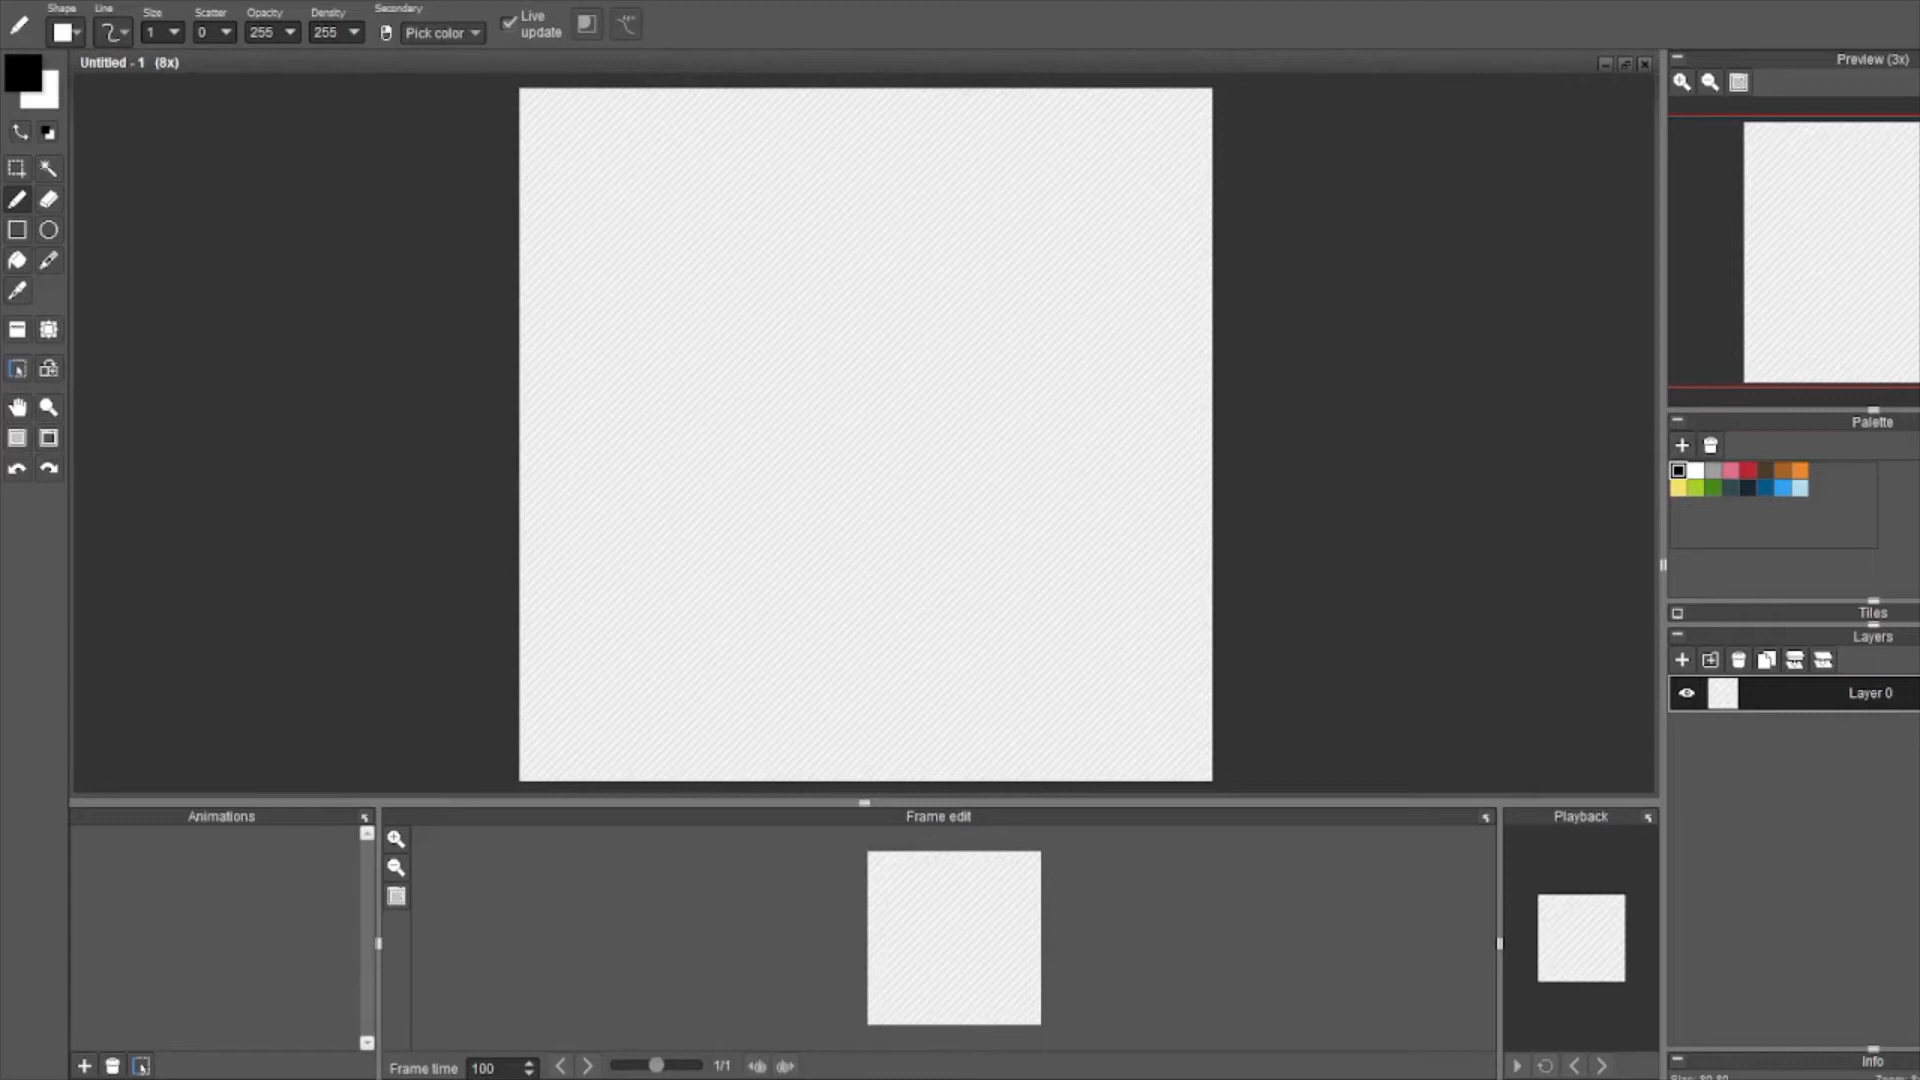 Shape Line Size Scatter Opacity Density Secondary
1 0 255 255 Pick color Live update
Untitled - 1 (8x)
Preview (3x)
Palette
Tiles
Layers
Layer 0
Animations Frame edit Playback
Frame time 100 1/1
Info